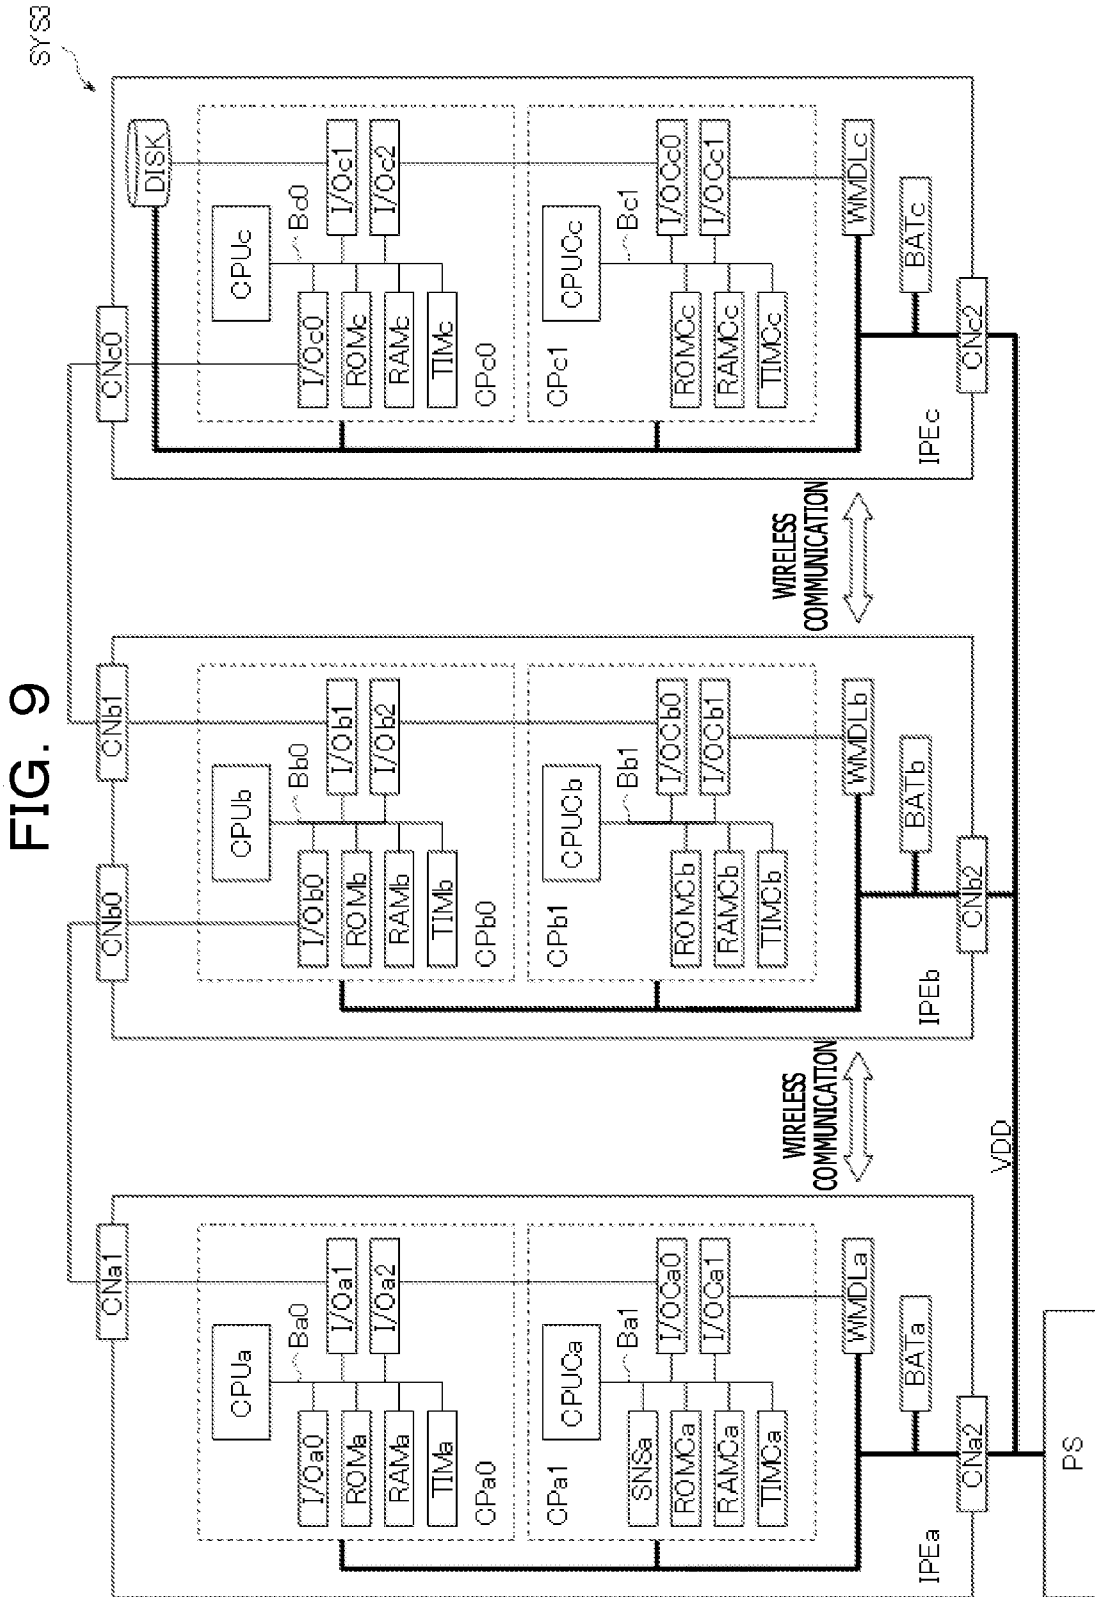 FIG. 9
SYS3
CNa1
CPUa
Ba0
I/Oa0
ROMa
RAMa
TIMa
I/Oa1
I/Oa2
CPa0
CPa1
CPUCa
Ba1
SNSa
ROMCa
RAMCa
TIMCa
I/OCa0
I/OCa1
WMDLa
BATa
IPEa
CNa2
PS
VDD
WIRELESS
COMMUNICATION
CNb0
CNb1
CPUb
Bb0
I/Ob0
ROMb
RAMb
TIMb
I/Ob1
I/Ob2
CPb0
CPb1
CPUCb
Bb1
ROMCb
RAMCb
TIMCb
I/OCb0
I/OCb1
WMDLb
BATb
IPEb
CNb2
WIRELESS
COMMUNICATION
CNc0
DISK
CPUc
Bc0
I/Oc0
ROMc
RAMc
TIMc
I/Oc1
I/Oc2
CPc0
CPc1
CPUCc
Bc1
ROMCc
RAMCc
TIMCc
I/OCc0
I/OCc1
WMDLc
BATc
IPEc
CNc2